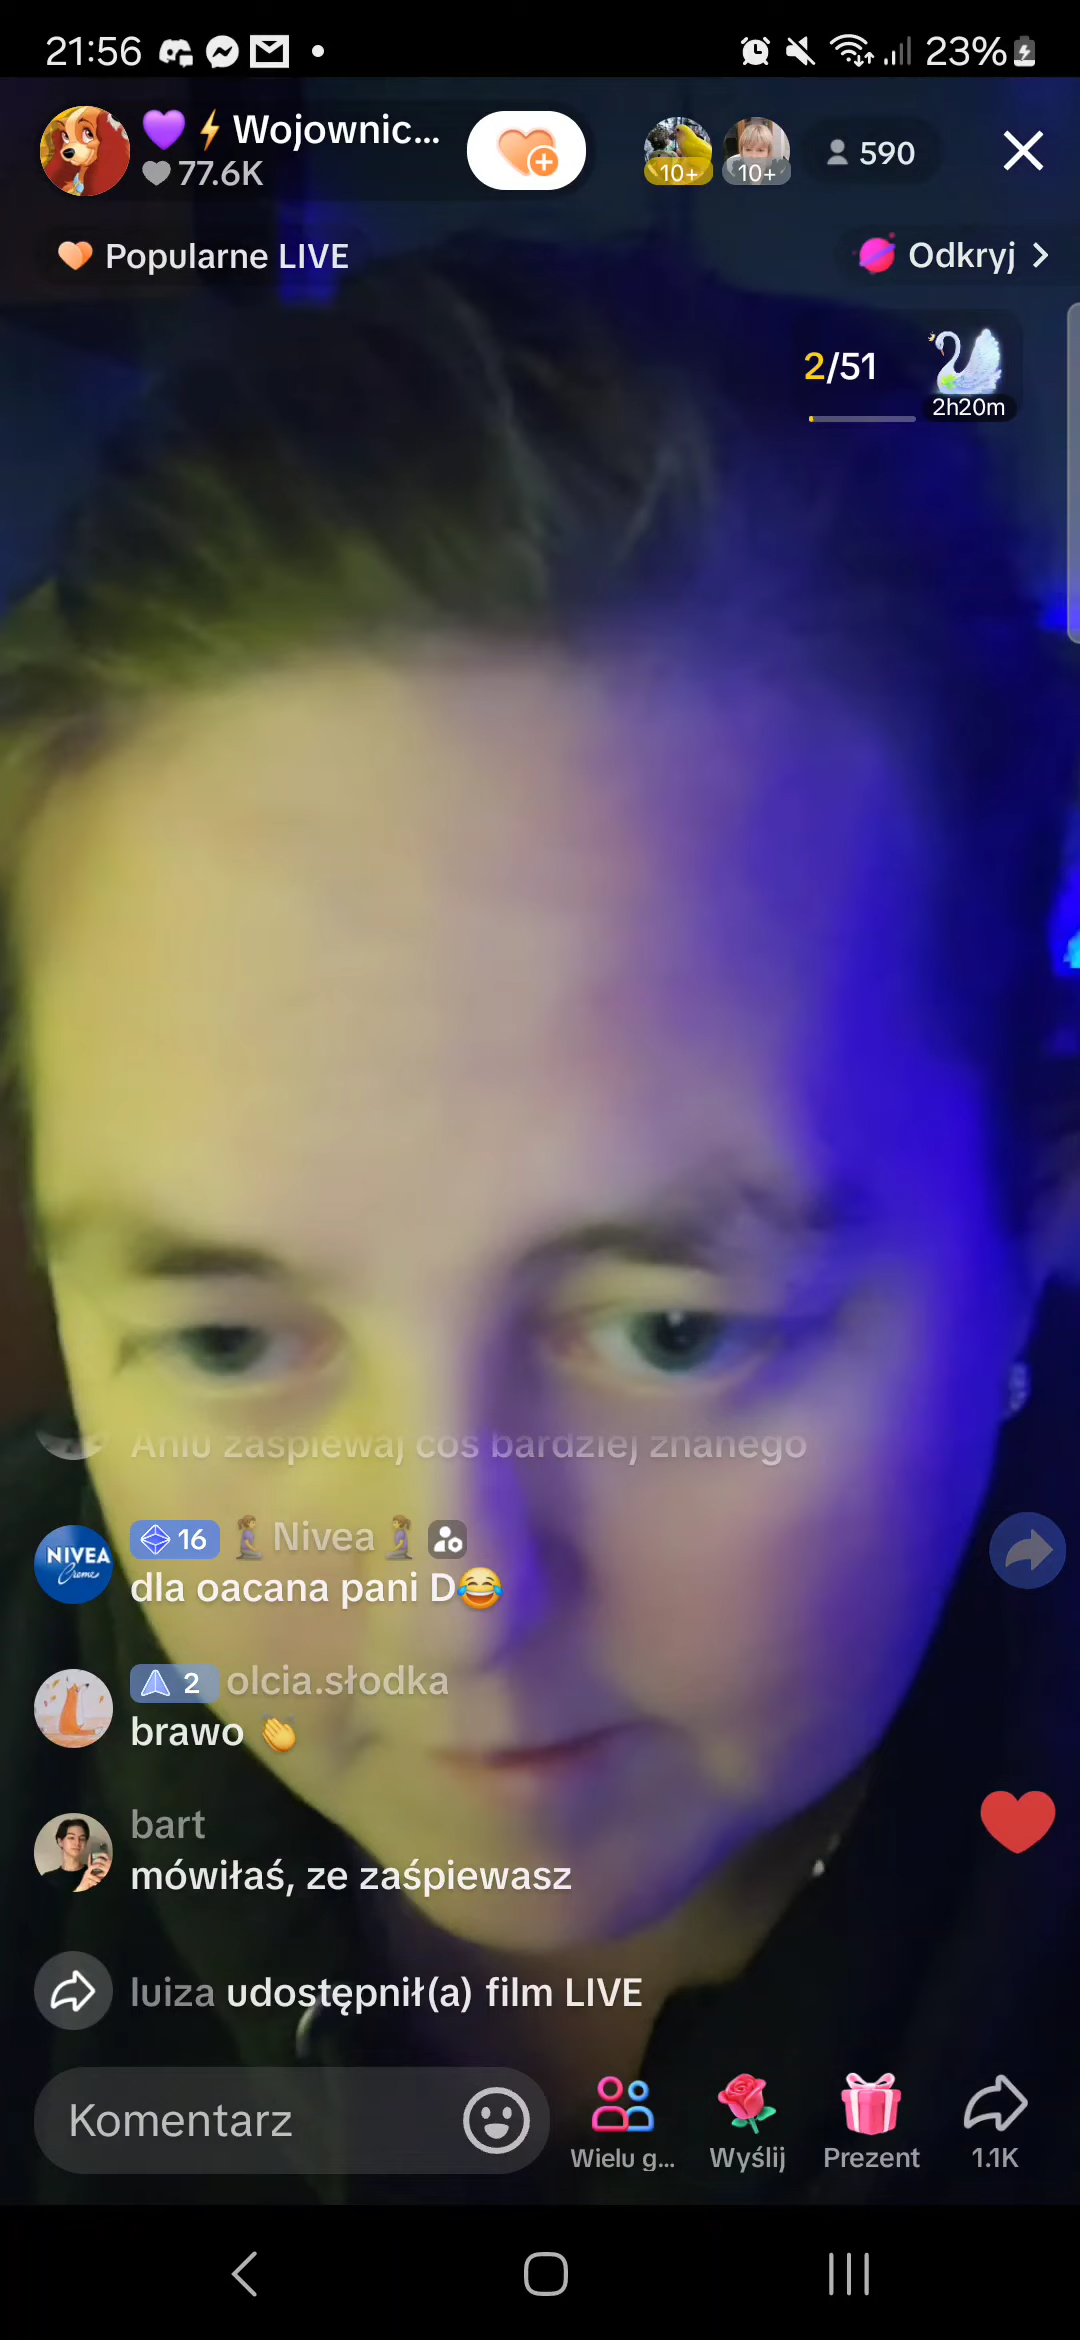 21:56
23%
Wojownic...
77.6K
10+
10+
590
Popularne LIVE
Odkryj
2/51
2h20m
Aniu zaśpiewaj coś bardziej znanego
NIVEA
Creme
16 Nivea
dla oacana pani D😂
2 olcia.słodka
brawo 👏
bart
mówiłaś, ze zaśpiewasz
luiza udostępnił(a) film LIVE
Komentarz
Wielu g...
Wyślij
Prezent
1.1K